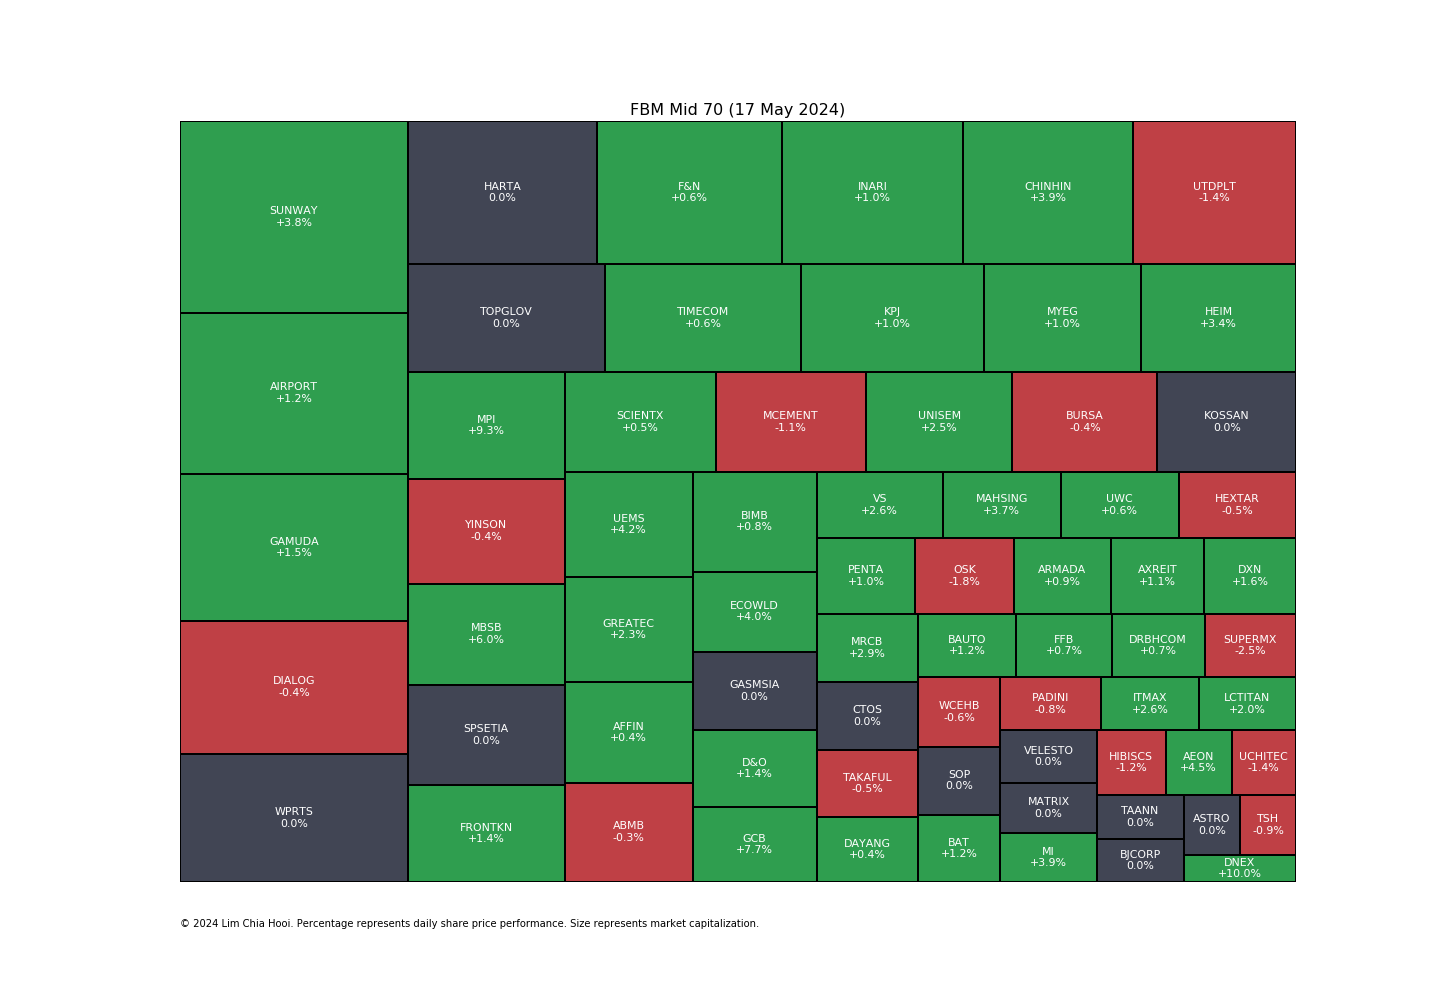 FBM Mid 70 (17 May 2024)
SUNWAY
+3.8%
AIRPORT
+1.2%
GAMUDA
+1.5%
DIALOG
-0.4%
WPRTS
0.0%
HARTA
0.0%
F&N
+0.6%
INARI
+1.0%
CHINHIN
+3.9%
UTDPLT
-1.4%
TOPGLOV
0.0%
TIMECOM
+0.6%
KPJ
+1.0%
MYEG
+1.0%
HEIM
+3.4%
MPI
+9.3%
YINSON
-0.4%
MBSB
+6.0%
SPSETIA
0.0%
FRONTKN
+1.4%
SCIENTX
+0.5%
MCEMENT
-1.1%
UNISEM
+2.5%
BURSA
-0.4%
KOSSAN
0.0%
UEMS
+4.2%
GREATEC
+2.3%
AFFIN
+0.4%
ABMB
-0.3%
BIMB
+0.8%
ECOWLD
+4.0%
GASMSIA
0.0%
D&O
+1.4%
GCB
+7.7%
VS
+2.6%
MAHSING
+3.7%
UWC
+0.6%
HEXTAR
-0.5%
PENTA
+1.0%
OSK
-1.8%
ARMADA
+0.9%
AXREIT
+1.1%
DXN
+1.6%
MRCB
+2.9%
CTOS
0.0%
TAKAFUL
-0.5%
DAYANG
+0.4%
BAUTO
+1.2%
FFB
+0.7%
DRBHCOM
+0.7%
SUPERMX
-2.5%
WCEHB
-0.6%
SOP
0.0%
BAT
+1.2%
PADINI
-0.8%
ITMAX
+2.6%
LCTITAN
+2.0%
VELESTO
0.0%
MATRIX
0.0%
MI
+3.9%
HIBISCS
-1.2%
AEON
+4.5%
UCHITEC
-1.4%
TAANN
0.0%
BJCORP
0.0%
ASTRO
0.0%
TSH
-0.9%
DNEX
+10.0%
© 2024 Lim Chia Hooi. Percentage represents daily share price performance. Size represents market capitalization.